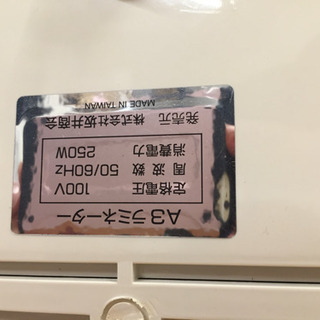 A3ラミネーター
定格電圧 100V
周波数 50/60Hz
消費電力 250W
発売元 株式会社坂井商会
MADE IN TAIWAN